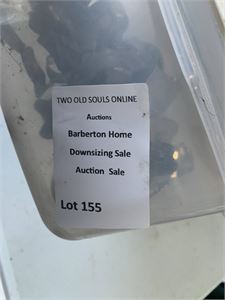 TWO OLD SOULS ONLINE
Auctions
Barberton Home
Downsizing Sale
Auction Sale
Lot 155